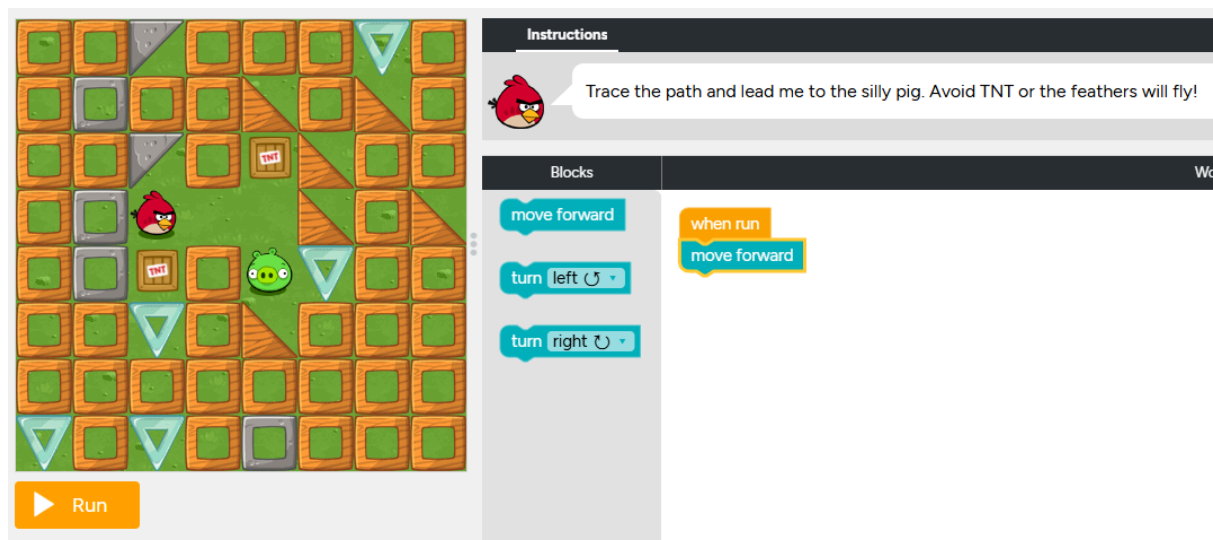 Instructions
Trace the path and lead me to the silly pig. Avoid TNT or the feathers will fly!
Blocks
Wo
TNT
move forward
when run
move forward
turn left
TNT
turn right
Run